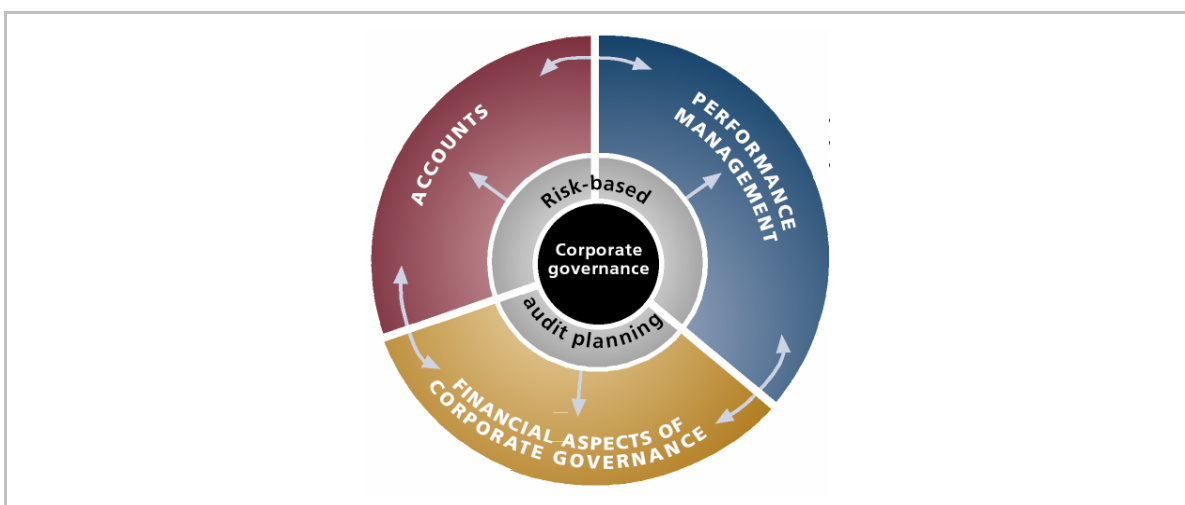 ACCOUNTS
PERFORMANCE
MANAGEMENT
Risk-based
Corporate
governance
audit planning
FINANCIAL ASPECTS OF
CORPORATE GOVERNANCE